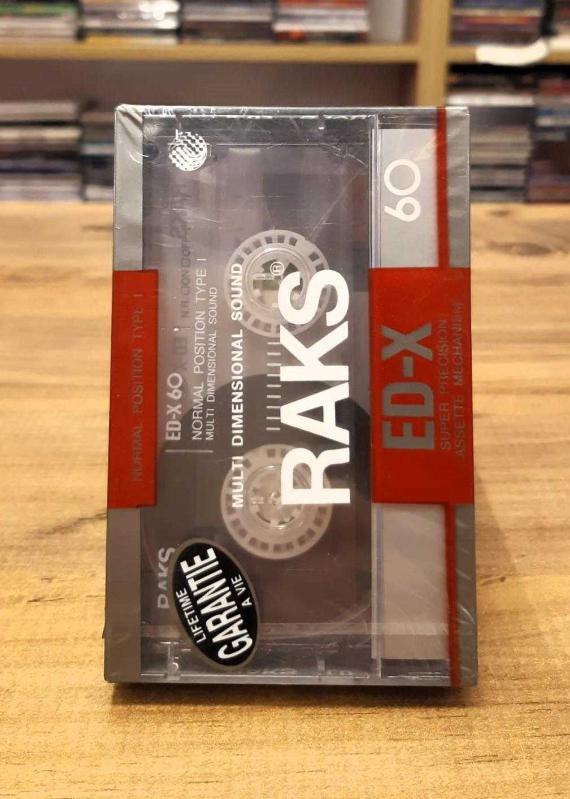 60
ED-X
SUPER PRECISION
ASSETTE MECHANISM
RAKS®
MULTI DIMENSIONAL SOUND
ED-X 60
NORMAL POSITION TYPE I
MULTI DIMENSIONAL SOUND
NORMAL POSITION TYPE I
RAKS
LIFETIME
GARANTIE
A VIE